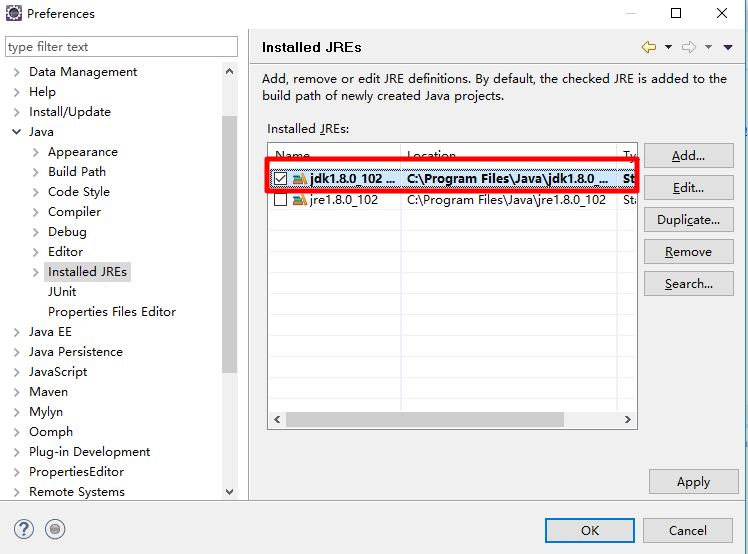 Preferences
type filter text
Data Management
Help
Install/Update
Java
Appearance
Build Path
Code Style
Compiler
Debug
Editor
Installed JREs
JUnit
Properties Files Editor
Java EE
Java Persistence
JavaScript
Maven
Mylyn
Oomph
Plug-in Development
PropertiesEditor
Remote Systems
Installed JREs
Add, remove or edit JRE definitions. By default, the checked JRE is added to the
build path of newly created Java projects.
Installed JREs:
Name Location Ty
jdk1.8.0_102 ... C:\Program Files\Java\jdk1.8.0_... Sta
jre1.8.0_102 C:\Program Files\Java\jre1.8.0_102 Sta
Add...
Edit...
Duplicate...
Remove
Search...
Apply
OK
Cancel